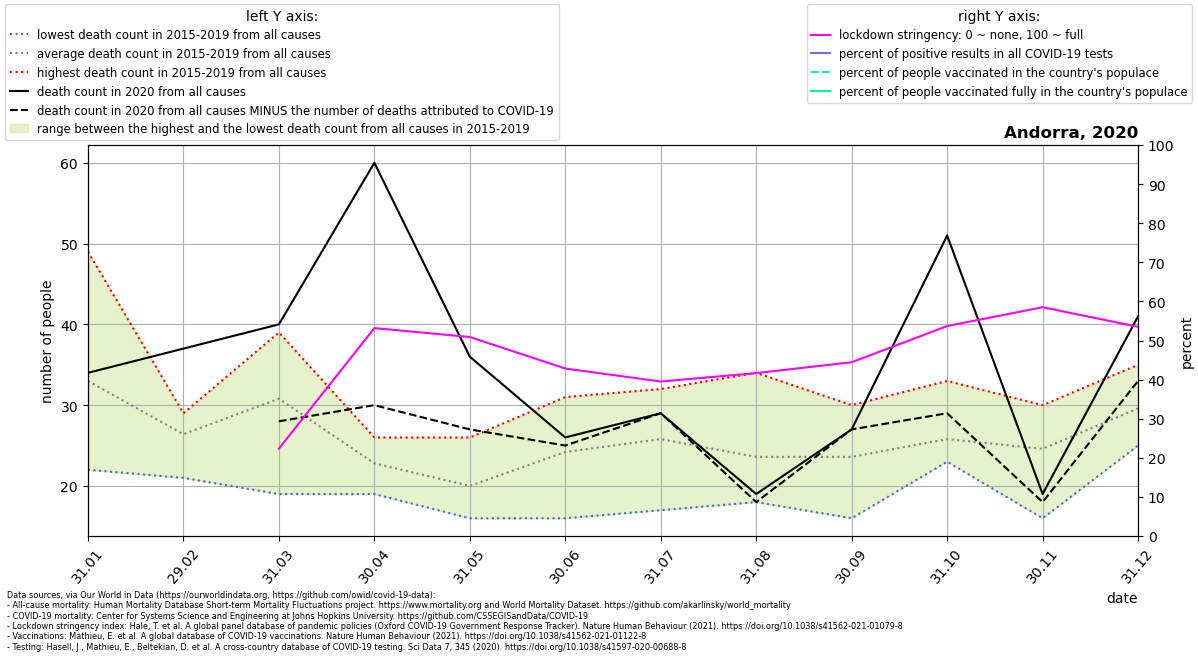 left Y axis:
lowest death count in 2015-2019 from all causes
average death count in 2015-2019 from all causes
highest death count in 2015-2019 from all causes
death count in 2020 from all causes
death count in 2020 from all causes MINUS the number of deaths attributed to COVID-19
range between the highest and the lowest death count from all causes in 2015-2019
right Y axis:
lockdown stringency: 0 ~ none, 100 ~ full
percent of positive results in all COVID-19 tests
percent of people vaccinated in the country's populace
percent of people vaccinated fully in the country's populace
Andorra, 2020
number of people
60
50
40
30
20
100
90
80
70
60
50
40
30
20
10
0
percent
31.01
29.02
31.03
30.04
31.05
30.06
31.07
31.08
30.09
31.10
30.11
31.12
date
Data sources, via Our World in Data (https://ourworldindata.org, https://github.com/owid/covid-19-data):
- All-cause mortality: Human Mortality Database Short-term Mortality Fluctuations project. https://www.mortality.org and World Mortality Dataset. https://github.com/akarlinsky/world_mortality
- COVID-19 mortality: Center for Systems Science and Engineering at Johns Hopkins University. https://github.com/CSSEGISandData/COVID-19
- Lockdown stringency index: Hale, T. et al. A global panel database of pandemic policies (Oxford COVID-19 Government Response Tracker). Nature Human Behaviour (2021). https://doi.org/10.1038/s41562-021-01079-8
- Vaccinations: Mathieu, E. et al. A global database of COVID-19 vaccinations. Nature Human Behaviour (2021). https://doi.org/10.1038/s41562-021-01122-8
- Testing: Hasell, J., Mathieu, E., Beltekian, D. et al. A cross-country database of COVID-19 testing. Sci Data 7, 345 (2020). https://doi.org/10.1038/s41597-020-00688-8